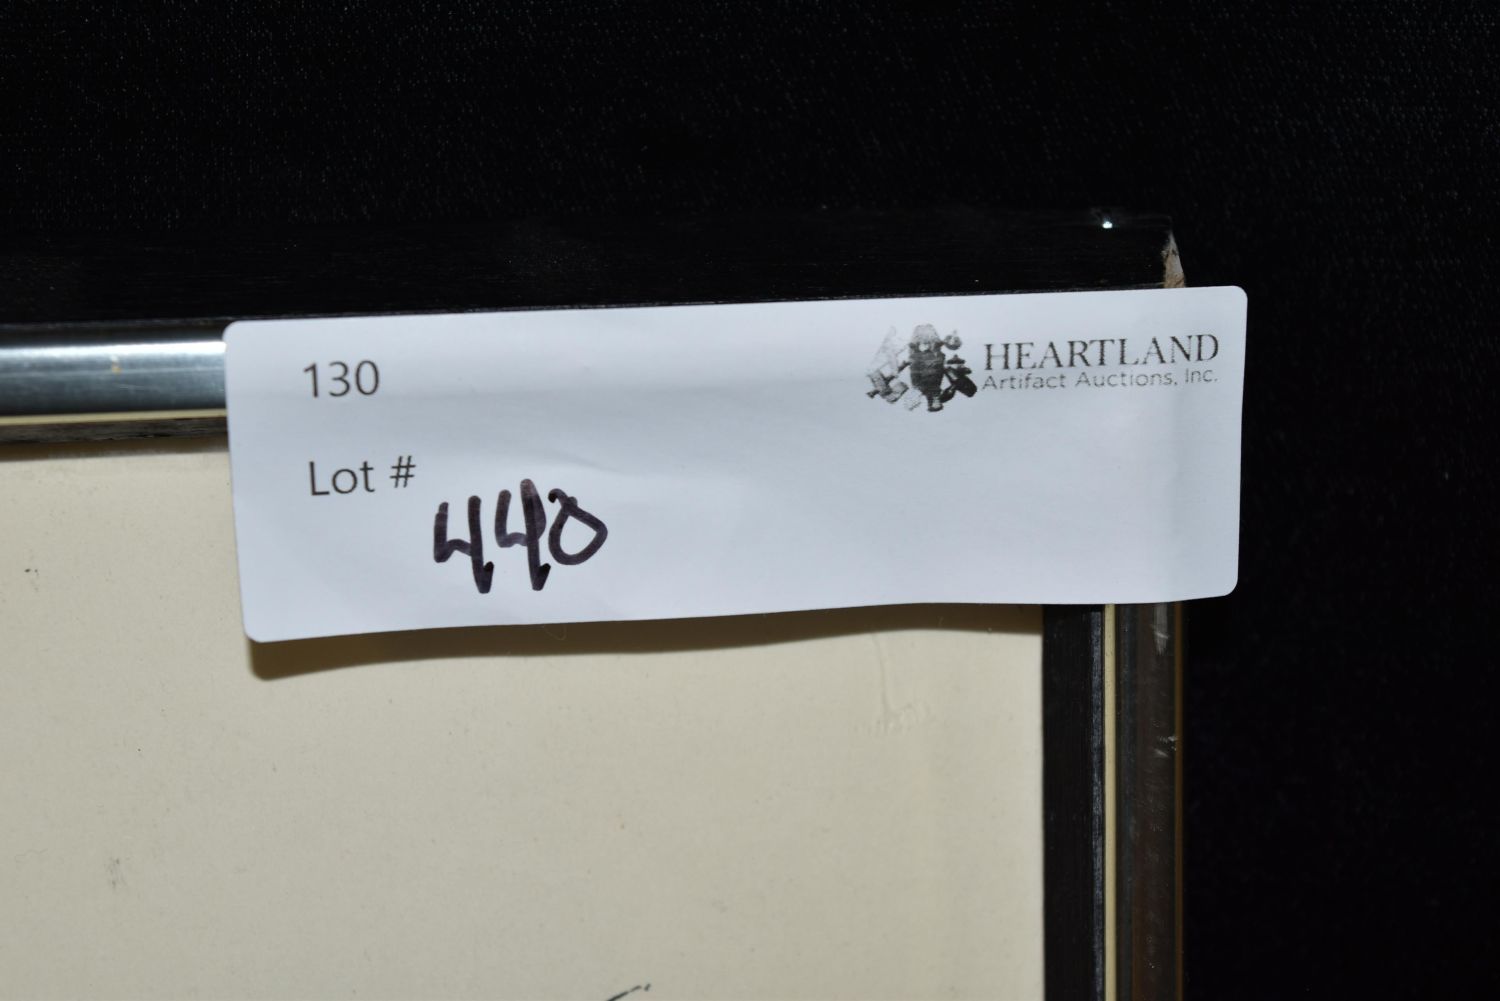 130
HEARTLAND
Artifact Auctions, Inc.
Lot #
440